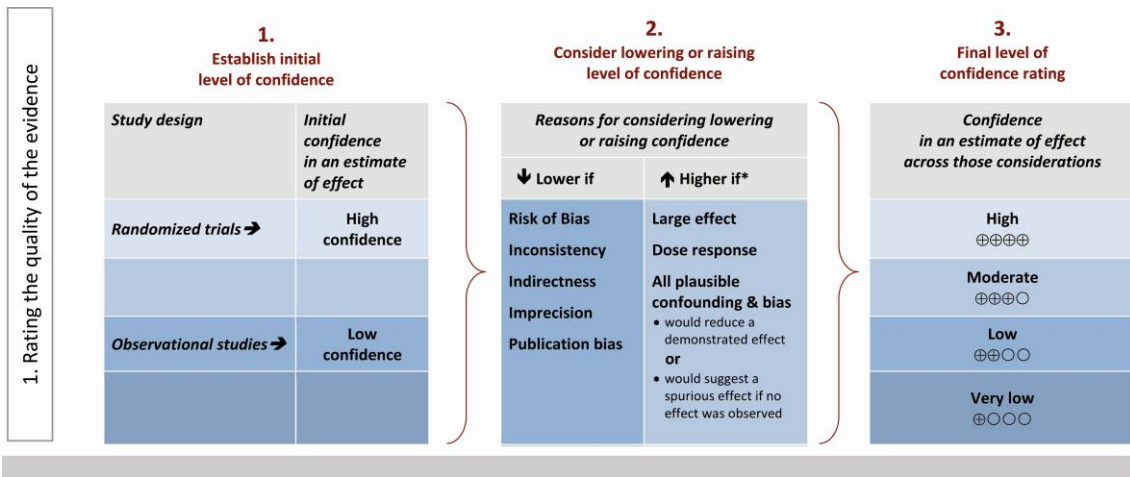 1. Rating the quality of the evidence
1.
Establish initial
level of confidence
Study design
Initial
confidence
in an estimate
of effect
Randomized trials ➔
High
confidence
Observational studies ➔
Low
confidence
2.
Consider lowering or raising
level of confidence
Reasons for considering lowering
or raising confidence
🡇 Lower if
🡅 Higher if*
Risk of Bias
Inconsistency
Indirectness
Imprecision
Publication bias
Large effect
Dose response
All plausible
confounding & bias
• would reduce a
demonstrated effect
or
• would suggest a
spurious effect if no
effect was observed
3.
Final level of
confidence rating
Confidence
in an estimate of effect
across those considerations
High
⊕⊕⊕⊕
Moderate
⊕⊕⊕○
Low
⊕⊕○○
Very low
⊕○○○